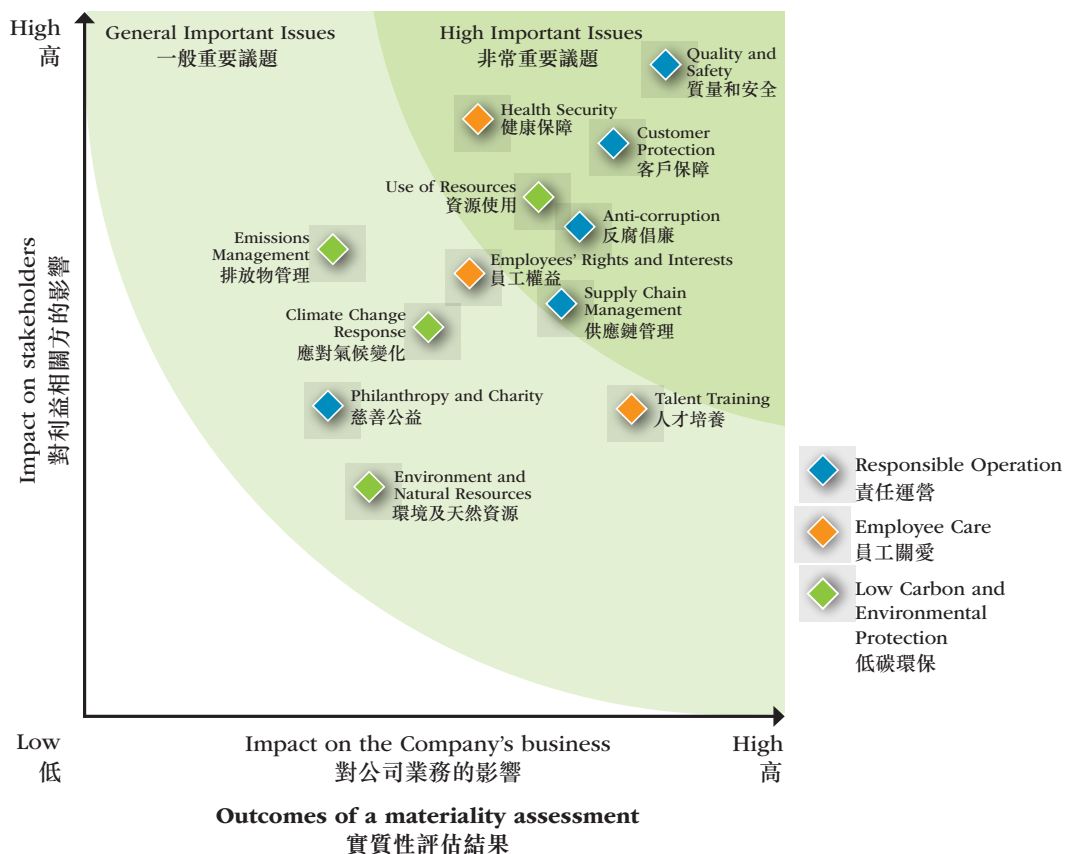 High
高
General Important Issues
一般重要議題
High Important Issues
非常重要議題
Quality and
Safety
質量和安全
Health Security
健康保障
Customer
Protection
客戶保障
Use of Resources
資源使用
Anti-corruption
反腐倡廉
Emissions
Management
排放物管理
Employees' Rights and Interests
員工權益
Supply Chain
Management
供應鏈管理
Climate Change
Response
應對氣候變化
Philanthropy and Charity
慈善公益
Talent Training
人才培養
Environment and
Natural Resources
環境及天然資源
Impact on stakeholders
對利益相關方的影響
Responsible Operation
責任運營
Employee Care
員工關愛
Low Carbon and
Environmental
Protection
低碳環保
Low
低
Impact on the Company's business
對公司業務的影響
High
高
Outcomes of a materiality assessment
實質性評估結果